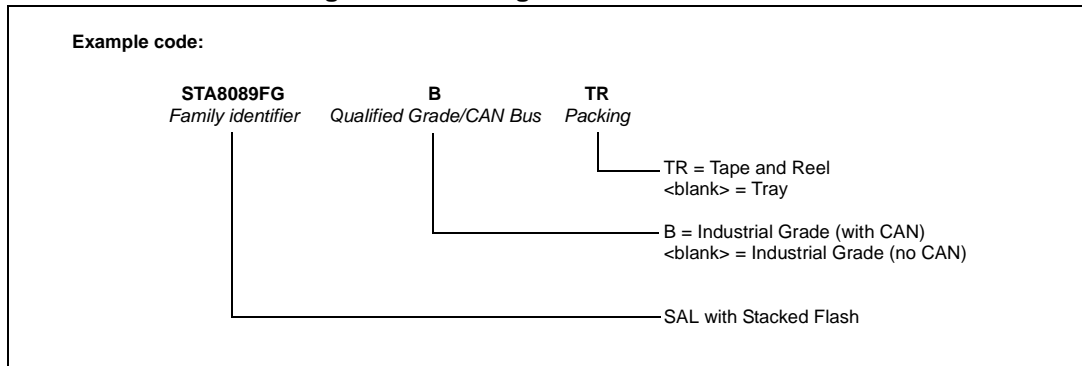 Example code:
STA8089FG B TR
Family identifier Qualified Grade/CAN Bus Packing
TR = Tape and Reel
<blank> = Tray
B = Industrial Grade (with CAN)
<blank> = Industrial Grade (no CAN)
SAL with Stacked Flash